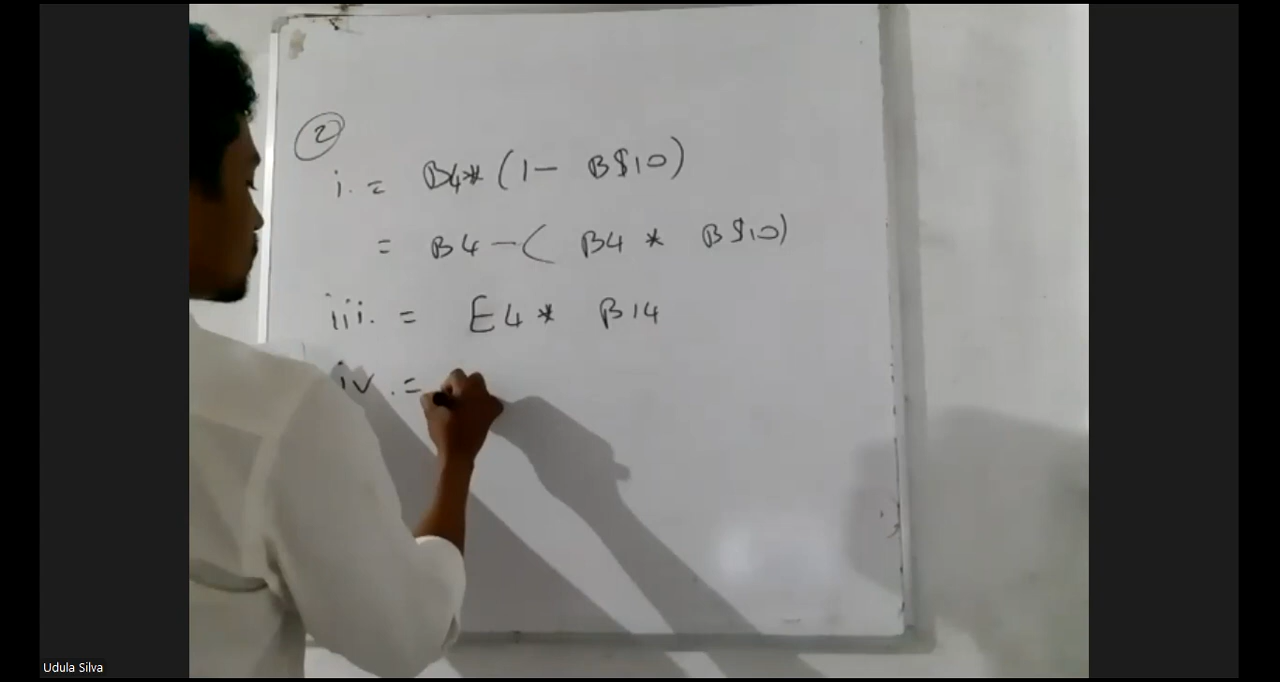 2
i. = B4*(1- B$10)
= B4 -( B4 * B$10)
iii. = E4 * B14
iv. =
Udula Silva